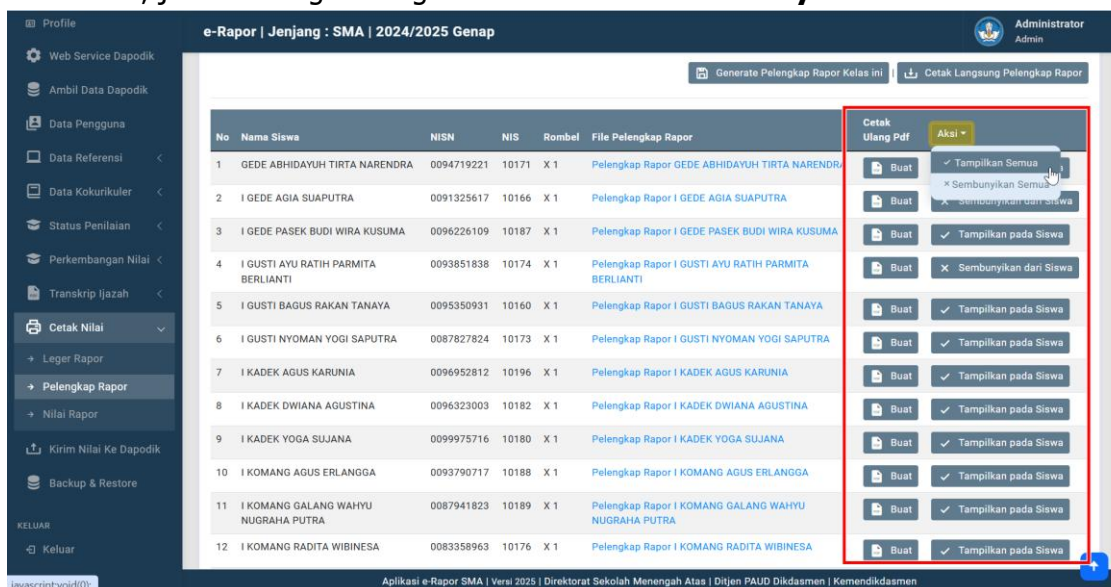 Profile
Web Service Dapodik
Ambil Data Dapodik
Data Pengguna
Data Referensi
Data Kokurikuler
Status Penilaian
Perkembangan Nilai
Transkrip Ijazah
Cetak Nilai
Leger Rapor
Pelengkap Rapor
Nilai Rapor
Kirim Nilai Ke Dapodik
Backup & Restore
KELUAR
Keluar
javascript:void(0);
e-Rapor | Jenjang : SMA | 2024/2025 Genap
Administrator
Admin
Generate Pelengkap Rapor Kelas ini | Cetak Langsung Pelengkap Rapor
No Nama Siswa NISN NIS Rombel File Pelengkap Rapor Cetak Ulang Pdf Aksi
Tampilkan Semua
Sembunyikan Semua
1 GEDE ABHIDAYUH TIRTA NARENDRA 0094719221 10171 X 1 Pelengkap Rapor GEDE ABHIDAYUH TIRTA NARENDRA Buat
2 I GEDE AGIA SUAPUTRA 0091325617 10166 X 1 Pelengkap Rapor I GEDE AGIA SUAPUTRA Buat Sembunyikan dari Siswa
3 I GEDE PASEK BUDI WIRA KUSUMA 0096226109 10187 X 1 Pelengkap Rapor I GEDE PASEK BUDI WIRA KUSUMA Buat Tampilkan pada Siswa
4 I GUSTI AYU RATIH PARMITA BERLIANTI 0093851838 10174 X 1 Pelengkap Rapor I GUSTI AYU RATIH PARMITA BERLIANTI Buat Sembunyikan dari Siswa
5 I GUSTI BAGUS RAKAN TANAYA 0095350931 10160 X 1 Pelengkap Rapor I GUSTI BAGUS RAKAN TANAYA Buat Tampilkan pada Siswa
6 I GUSTI NYOMAN YOGI SAPUTRA 0087827824 10173 X 1 Pelengkap Rapor I GUSTI NYOMAN YOGI SAPUTRA Buat Tampilkan pada Siswa
7 I KADEK AGUS KARUNIA 0096952812 10196 X 1 Pelengkap Rapor I KADEK AGUS KARUNIA Buat Tampilkan pada Siswa
8 I KADEK DWIANA AGUSTINA 0096323003 10182 X 1 Pelengkap Rapor I KADEK DWIANA AGUSTINA Buat Tampilkan pada Siswa
9 I KADEK YOGA SUJANA 0099975716 10180 X 1 Pelengkap Rapor I KADEK YOGA SUJANA Buat Tampilkan pada Siswa
10 I KOMANG AGUS ERLANGGA 0093790717 10188 X 1 Pelengkap Rapor I KOMANG AGUS ERLANGGA Buat Tampilkan pada Siswa
11 I KOMANG GALANG WAHYU NUGRAHA PUTRA 0087941823 10189 X 1 Pelengkap Rapor I KOMANG GALANG WAHYU NUGRAHA PUTRA Buat Tampilkan pada Siswa
12 I KOMANG RADITA WIBINESA 0083358963 10176 X 1 Pelengkap Rapor I KOMANG RADITA WIBINESA Buat Tampilkan pada Siswa
Aplikasi e-Rapor SMA | Versi 2025 | Direktorat Sekolah Menengah Atas | Ditjen PAUD Dikdasmen | Kemendikdasmen